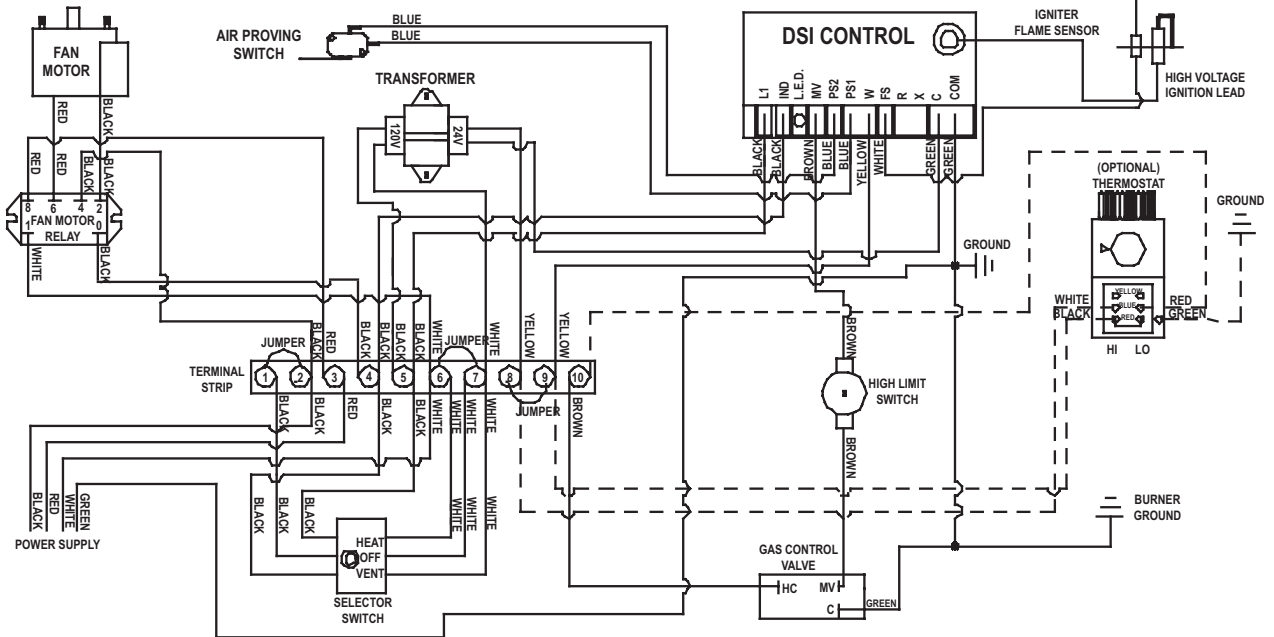 FAN
MOTOR
RED
BLACK
AIR PROVING
SWITCH
BLUE
BLUE
TRANSFORMER
120V
24V
DSI CONTROL
L1
IND
L.E.D.
MV
PS2
PS1
W
FS
R
X
C
COM
BLACK
BLACK
BROWN
BLUE
BLUE
YELLOW
WHITE
GREEN
GREEN
IGNITER
FLAME SENSOR
HIGH VOLTAGE
IGNITION LEAD
RED
RED
BLACK
BLACK
8 6 4 2
1 FAN MOTOR 0
RELAY
WHITE
BLACK
(OPTIONAL)
THERMOSTAT
GROUND
GROUND
YELLOW
BLUE
RED
WHITE
BLACK
RED
GREEN
HI LO
BLACK
RED
BLACK
BLACK
BLACK
BLACK
WHITE
WHITE
YELLOW
YELLOW
JUMPER
JUMPER
JUMPER
TERMINAL
STRIP
1 2 3 4 5 6 7 8 9 10
BLACK
BLACK
RED
BLACK
BLACK
WHITE
WHITE
WHITE
WHITE
BROWN
BROWN
HIGH LIMIT
SWITCH
BROWN
BLACK
RED
WHITE
GREEN
POWER SUPPLY
BLACK
BLACK
BLACK
WHITE
WHITE
WHITE
HEAT
OFF
VENT
SELECTOR
SWITCH
GAS CONTROL
VALVE
HC
MV
C
GREEN
BURNER
GROUND